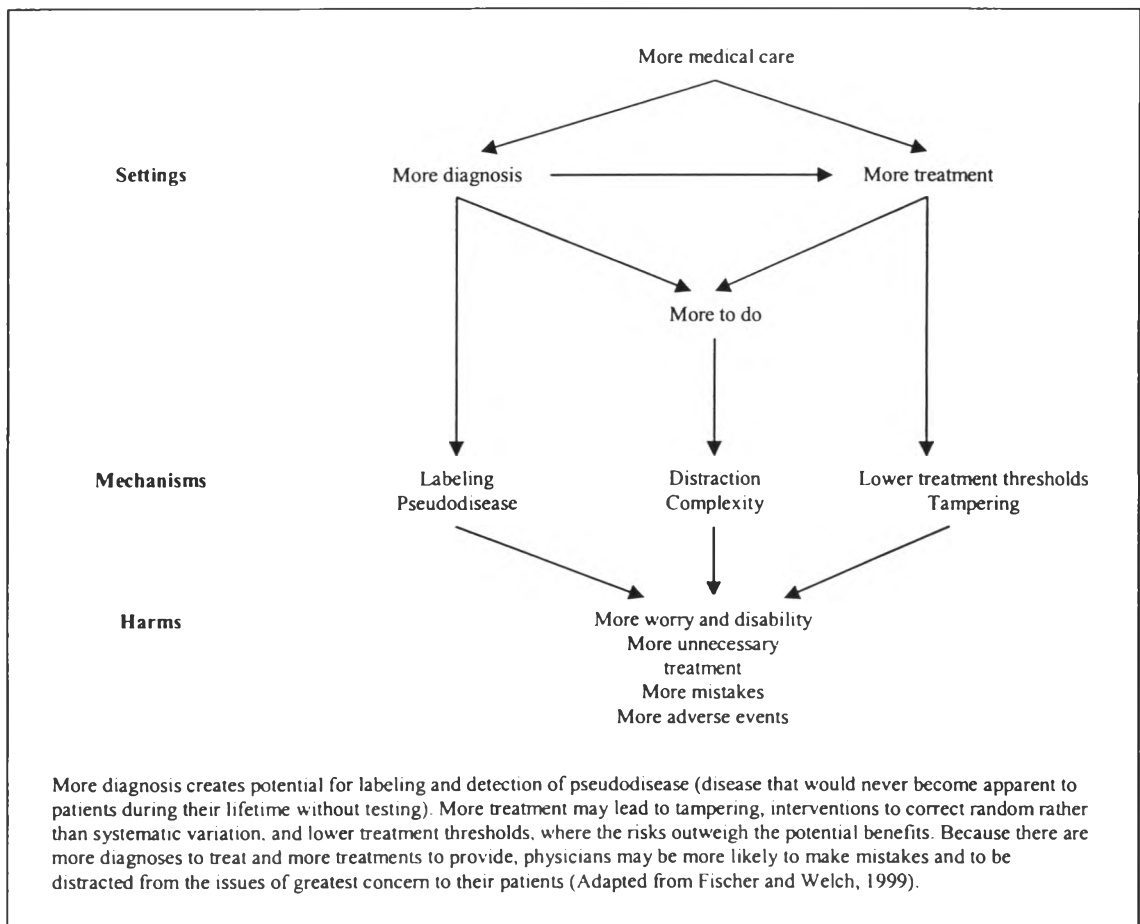 More medical care
Settings
More diagnosis
More treatment
More to do
Mechanisms
Labeling
Pseudodisease
Distraction
Complexity
Lower treatment thresholds
Tampering
Harms
More worry and disability
More unnecessary
treatment
More mistakes
More adverse events
More diagnosis creates potential for labeling and detection of pseudodisease (disease that would never become apparent to
patients during their lifetime without testing). More treatment may lead to tampering, interventions to correct random rather
than systematic variation, and lower treatment thresholds, where the risks outweigh the potential benefits. Because there are
more diagnoses to treat and more treatments to provide, physicians may be more likely to make mistakes and to be
distracted from the issues of greatest concern to their patients (Adapted from Fischer and Welch, 1999).